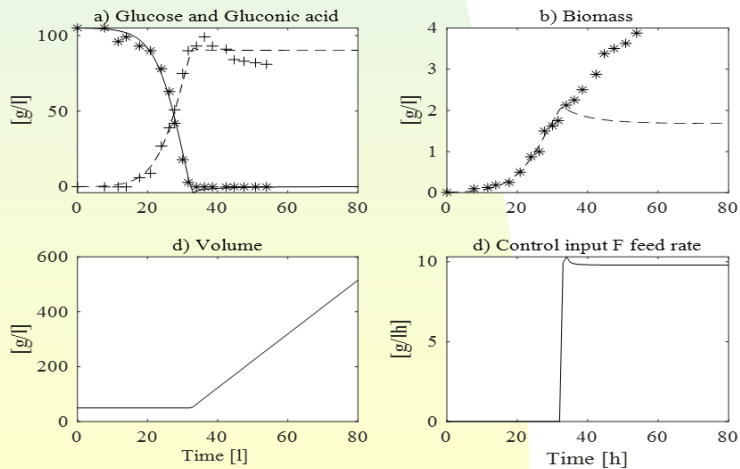 a) Glucose and Gluconic acid
100
50
0
[g/l]
0 20 40 60 80
b) Biomass
4
3
2
1
0
[g/l]
0 20 40 60 80
d) Volume
600
400
200
0
[g/l]
0 20 40 60 80
Time [l]
d) Control input F feed rate
10
5
0
[g/lh]
0 20 40 60 80
Time [h]